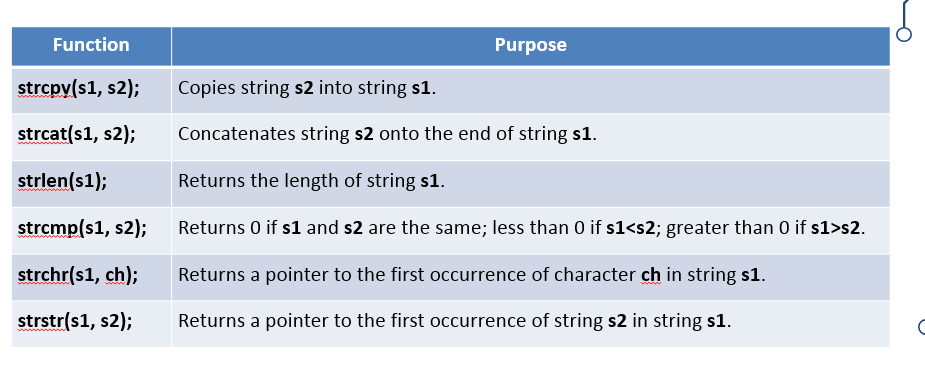 Function Purpose
strcpy(s1, s2); Copies string s2 into string s1.
strcat(s1, s2); Concatenates string s2 onto the end of string s1.
strlen(s1); Returns the length of string s1.
strcmp(s1, s2); Returns 0 if s1 and s2 are the same; less than 0 if s1<s2; greater than 0 if s1>s2.
strchr(s1, ch); Returns a pointer to the first occurrence of character ch in string s1.
strstr(s1, s2); Returns a pointer to the first occurrence of string s2 in string s1.